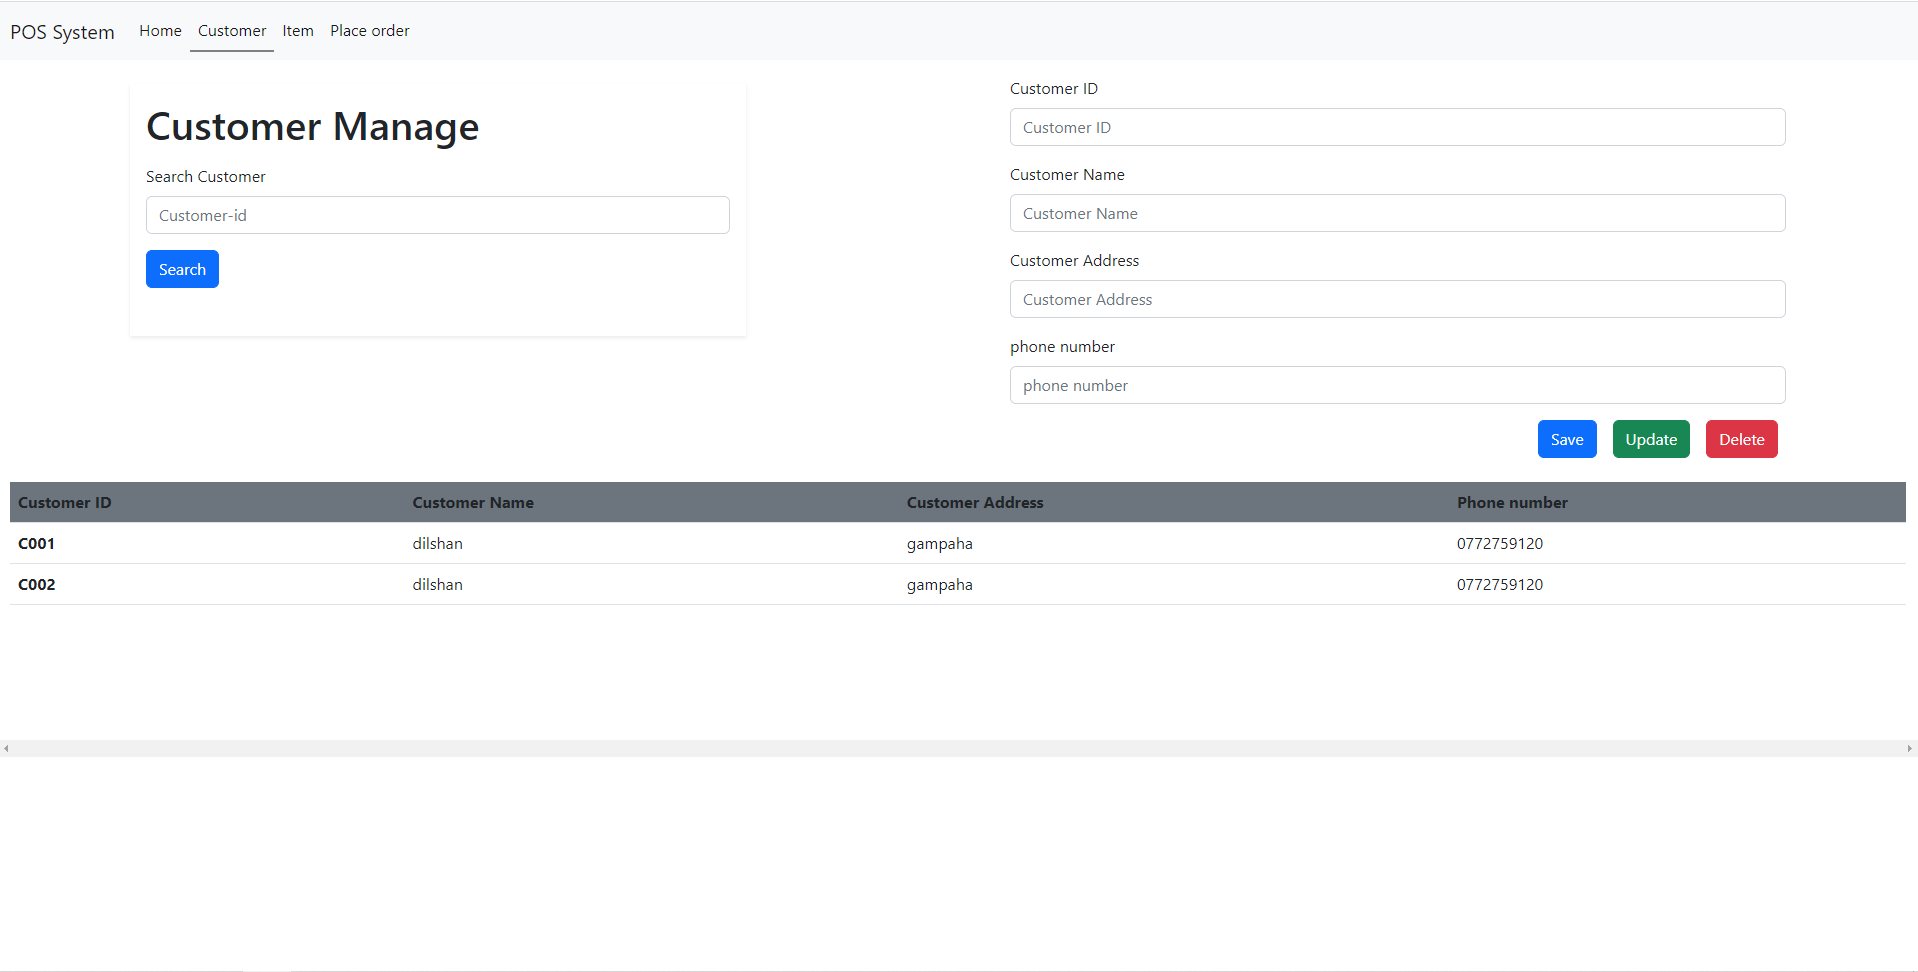 POS System Home Customer Item Place order
Customer Manage
Search Customer
Customer-id
Search
Customer ID
Customer ID
Customer Name
Customer Name
Customer Address
Customer Address
phone number
phone number
Save Update Delete
Customer ID Customer Name Customer Address Phone number
C001 dilshan gampaha 0772759120
C002 dilshan gampaha 0772759120